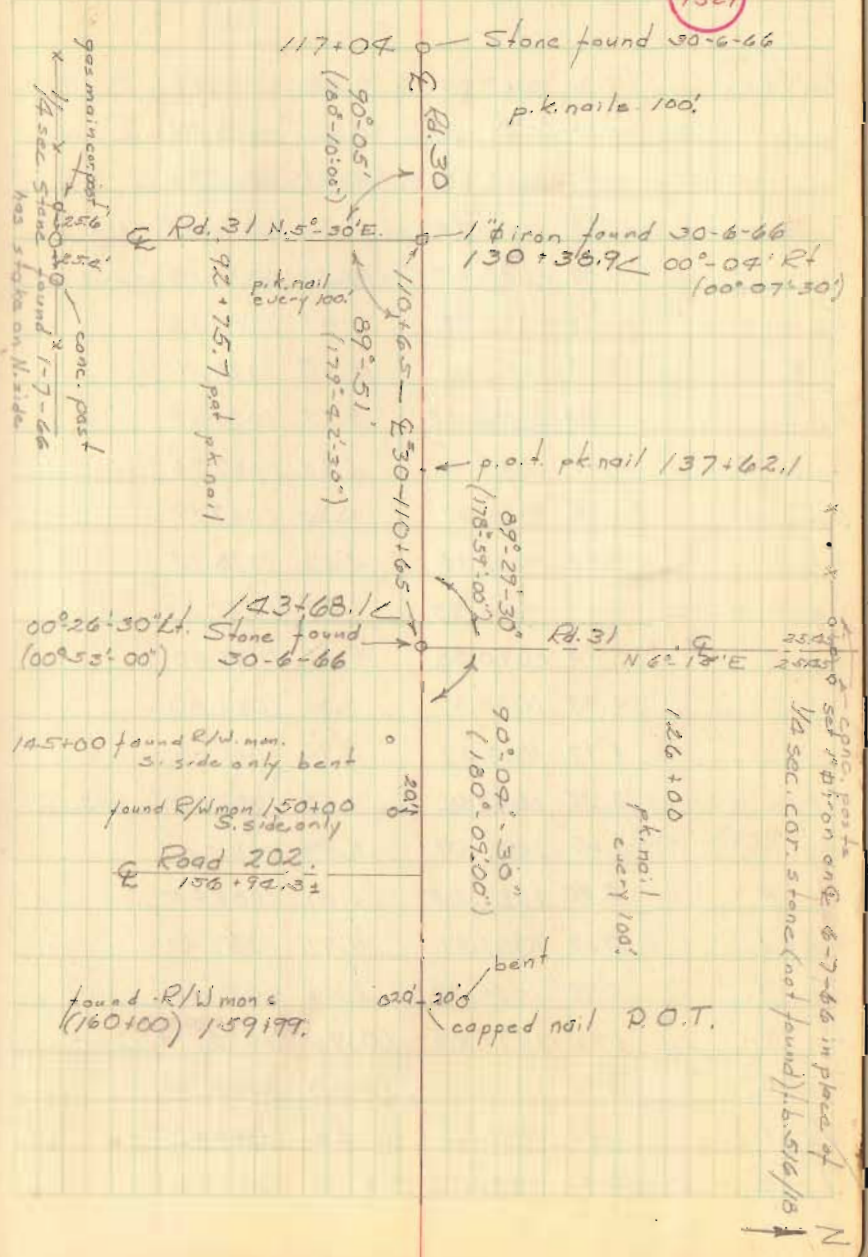 117+04
Stone found 30-6-66
℄ Rd. 30
p.k. nails 100'
90°-05'
(180°-10'-00")
gas main cor. post
25.6
25.6'
conc. post
1/4 sec. Stone found 1-7-66
has stake on N. side
℄ Rd. 31 N. 5°-30' E.
1"ϕ iron found 30-6-66
130+38.9 < 00°-04' Rt
(00°-07'-30")
p.k. nail
every 100'
92+75.7 pk. nail
89°-51'
(179°-42'-30")
110+65 — ℄ 30 — 110+65
p.o.t. pk nail 137+62.1
89°-29'-30"
(178°-59'-00")
143+68.1 <
00°-26'-30" Lt.
(00°-53'-00")
Stone found
30-6-66
Rd. 31 ℄
N 6° E
conc. posts
set 1"ϕ iron on ℄ 6-7-66 in place of
1/4 sec. cor. stone (not found) f.b. 516/18
90°-04'-30"
(180°-09'-00")
126+00
pk. nail
every 100'
145+00 found R/W. mon.
S. side only bent
found R/W mon 150+00
S. side only
℄ Road 202.
156+94.3±
found R/W mon s
(160+00) 159+99.
20' 20'
bent
capped nail P.O.T.
N